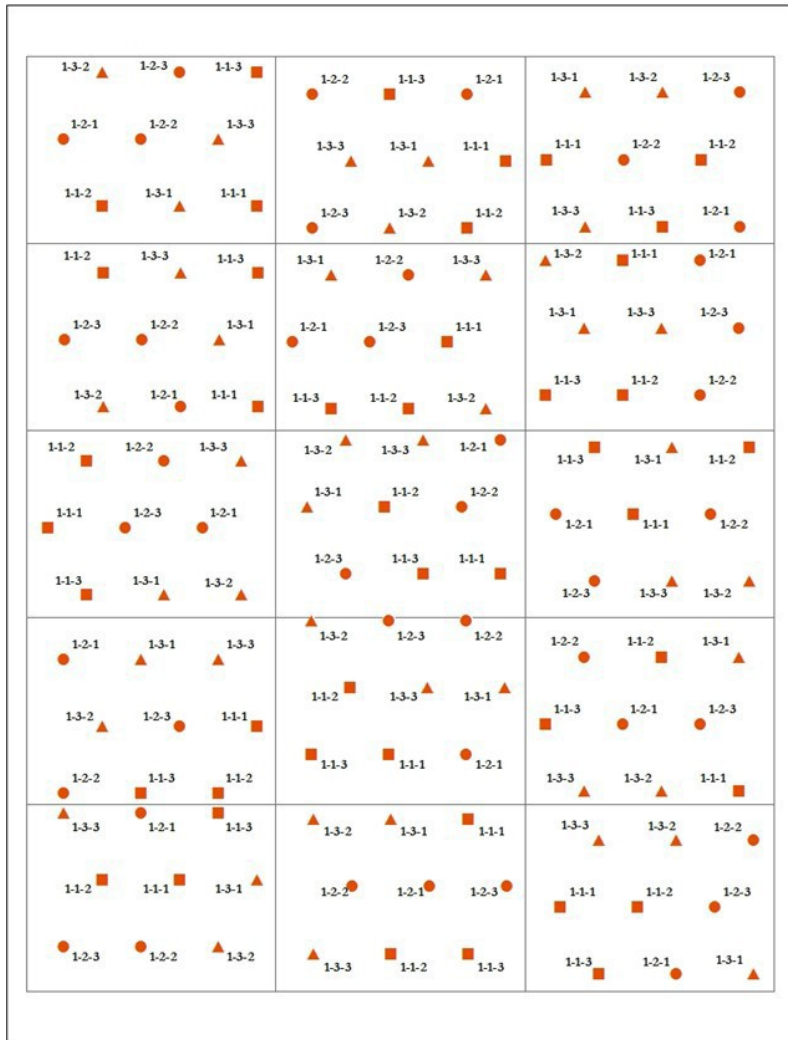 1-3-2 1-2-3 1-1-3
1-2-1 1-2-2 1-3-3
1-1-2 1-3-1 1-1-1
1-2-2 1-1-3 1-2-1
1-3-3 1-3-1 1-1-1
1-2-3 1-3-2 1-1-2
1-3-1 1-3-2 1-2-3
1-1-1 1-2-2 1-1-2
1-3-3 1-1-3 1-2-1
1-1-2 1-3-3 1-1-3
1-2-3 1-2-2 1-3-1
1-3-2 1-2-1 1-1-1
1-3-1 1-2-2 1-3-3
1-2-1 1-2-3 1-1-1
1-1-3 1-1-2 1-3-2
1-3-2 1-1-1 1-2-1
1-3-1 1-3-3 1-2-3
1-1-3 1-1-2 1-2-2
1-1-2 1-2-2 1-3-3
1-1-1 1-2-3 1-2-1
1-1-3 1-3-1 1-3-2
1-3-2 1-3-3 1-2-1
1-3-1 1-1-2 1-2-2
1-2-3 1-1-3 1-1-1
1-1-3 1-3-1 1-1-2
1-2-1 1-1-1 1-2-2
1-2-3 1-3-3 1-3-2
1-2-1 1-3-1 1-3-3
1-3-2 1-2-3 1-1-1
1-2-2 1-1-3 1-1-2
1-3-2 1-2-3 1-2-2
1-1-2 1-3-3 1-3-1
1-1-3 1-1-1 1-2-1
1-2-2 1-1-2 1-3-1
1-1-3 1-2-1 1-2-3
1-3-3 1-3-2 1-1-1
1-3-3 1-2-1 1-1-3
1-1-2 1-1-1 1-3-1
1-2-3 1-2-2 1-3-2
1-3-2 1-3-1 1-1-1
1-2-2 1-2-1 1-2-3
1-3-3 1-1-2 1-1-3
1-3-3 1-3-2 1-2-2
1-1-1 1-1-2 1-2-3
1-1-3 1-2-1 1-3-1